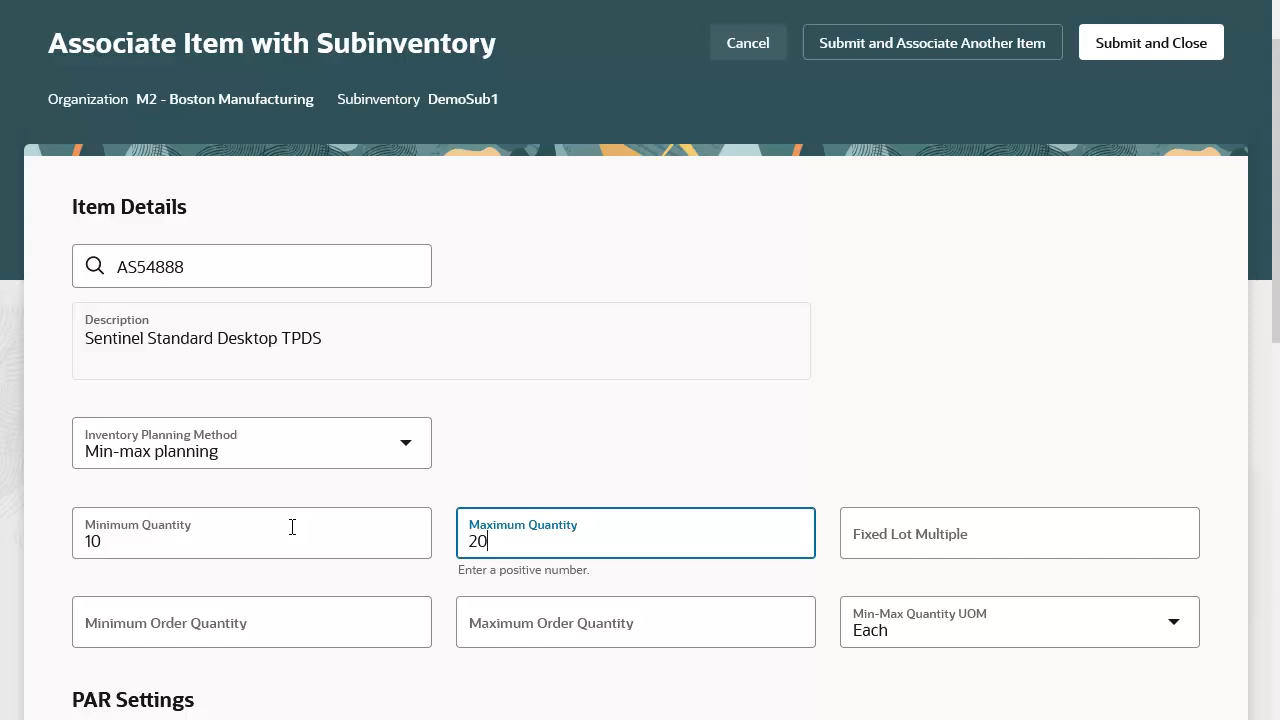 Associate Item with Subinventory
Cancel
Submit and Associate Another Item
Submit and Close
Organization M2 - Boston Manufacturing Subinventory DemoSub1
Item Details
AS54888
Description
Sentinel Standard Desktop TPDS
Inventory Planning Method
Min-max planning
Minimum Quantity
10
Maximum Quantity
20
Enter a positive number.
Fixed Lot Multiple
Minimum Order Quantity
Maximum Order Quantity
Min-Max Quantity UOM
Each
PAR Settings